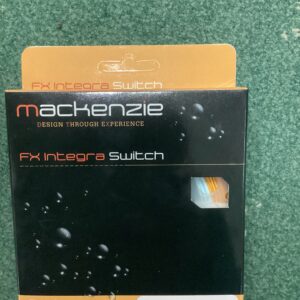 FX Integra Switch
mackenzie
DESIGN THROUGH EXPERIENCE
FX Integra Switch